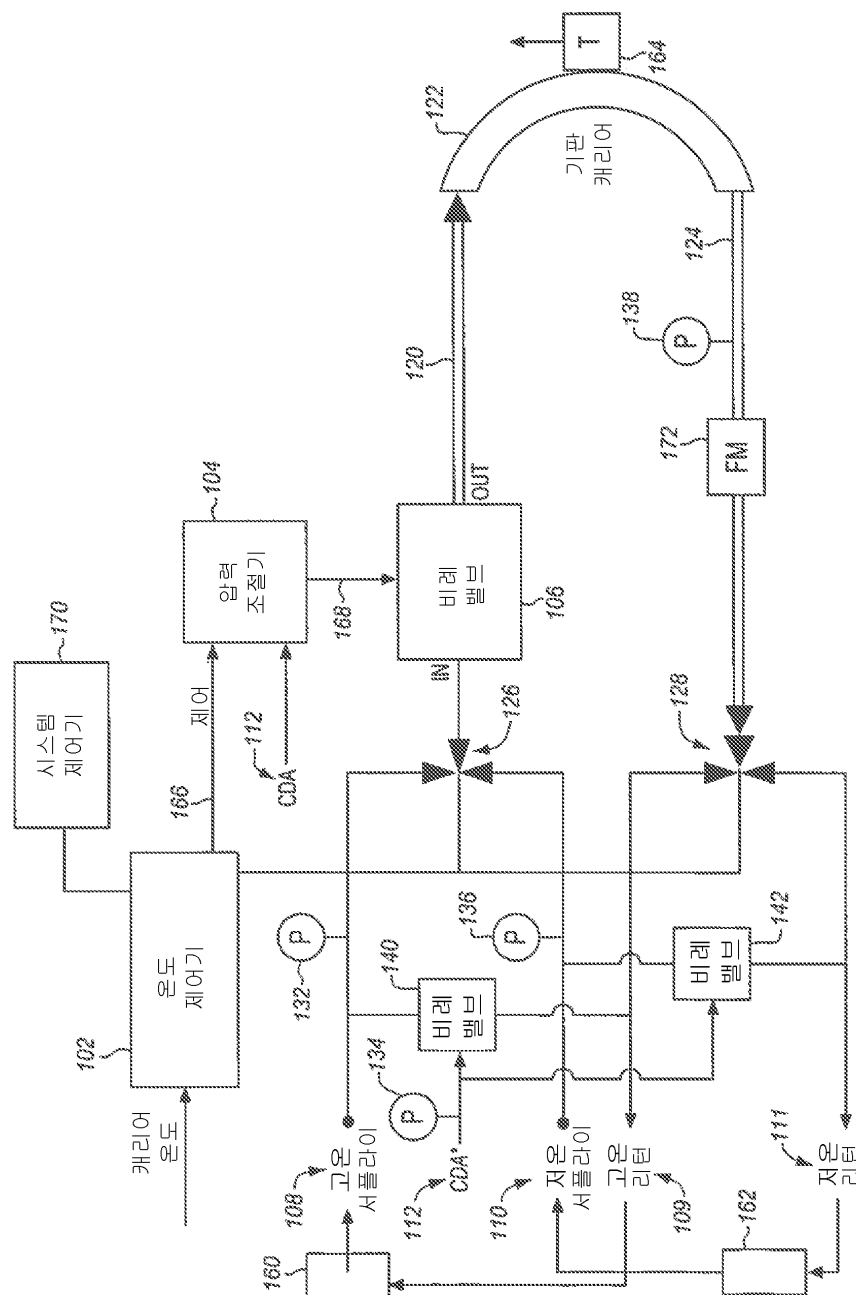 170
시스템
제어기
102
온도
제어기
캐리어
온도
166
제어
104
압력
조절기
112
CDA
168
비례
밸브
IN
OUT
106
120
122
기판
캐리어
T
164
124
138
P
172
FM
126
128
P
132
P
136
140
비례
밸브
142
비례
밸브
134
P
112
CDA*
108
고온
서플라이
110
저온
서플라이
고온
리턴
109
111
저온
리턴
160
162